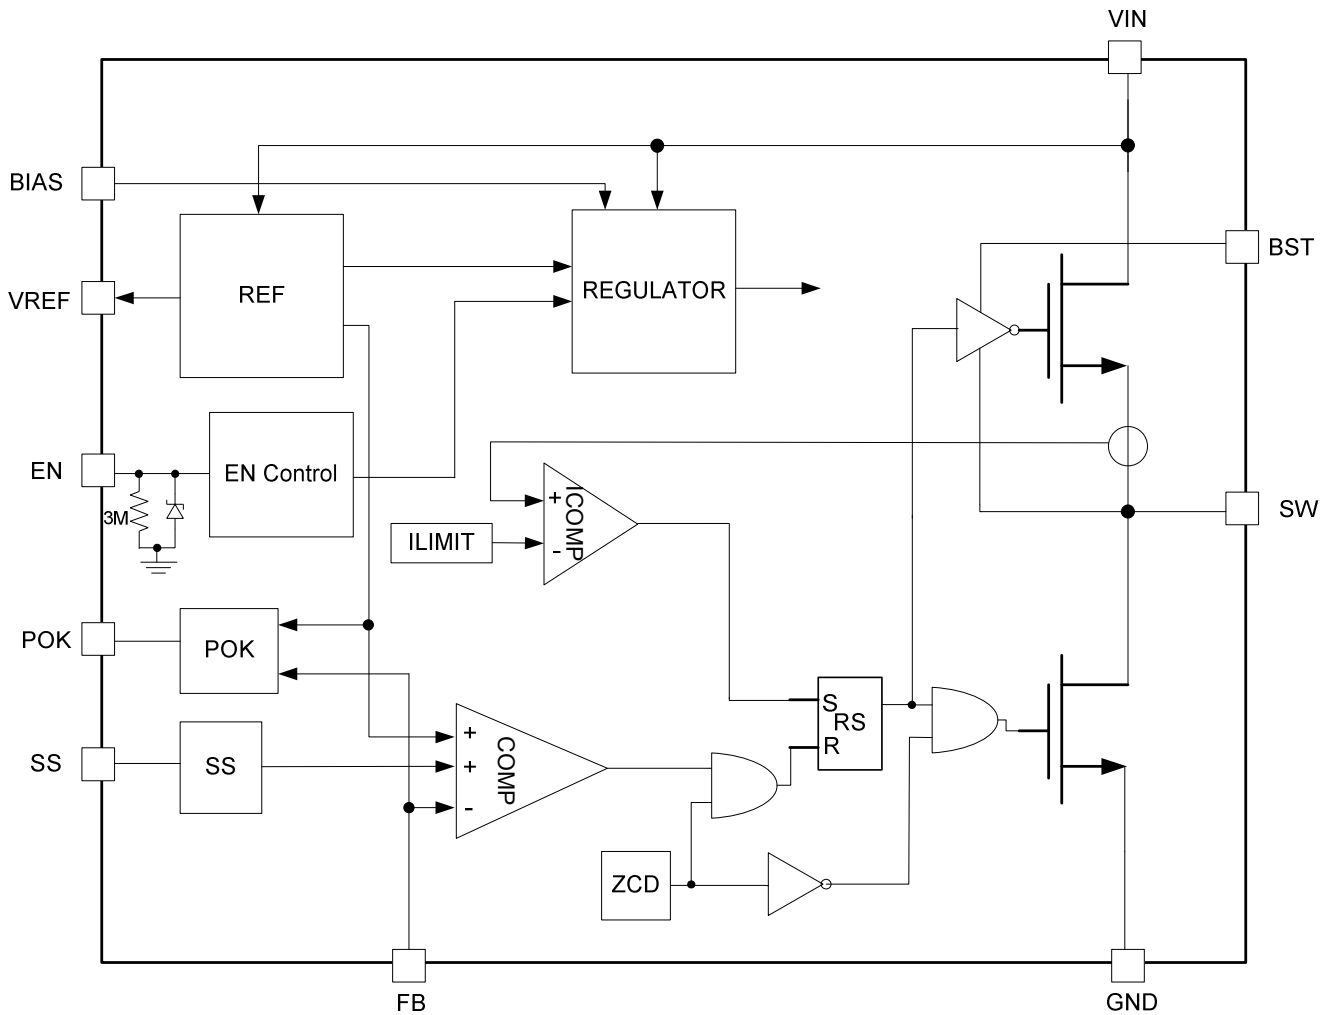 VIN
BIAS
BST
VREF
REF
REGULATOR
EN
EN Control
3M
+
-
ICOMP
ILIMIT
SW
POK
POK
S
RS
R
SS
SS
+
+
-
COMP
ZCD
FB
GND